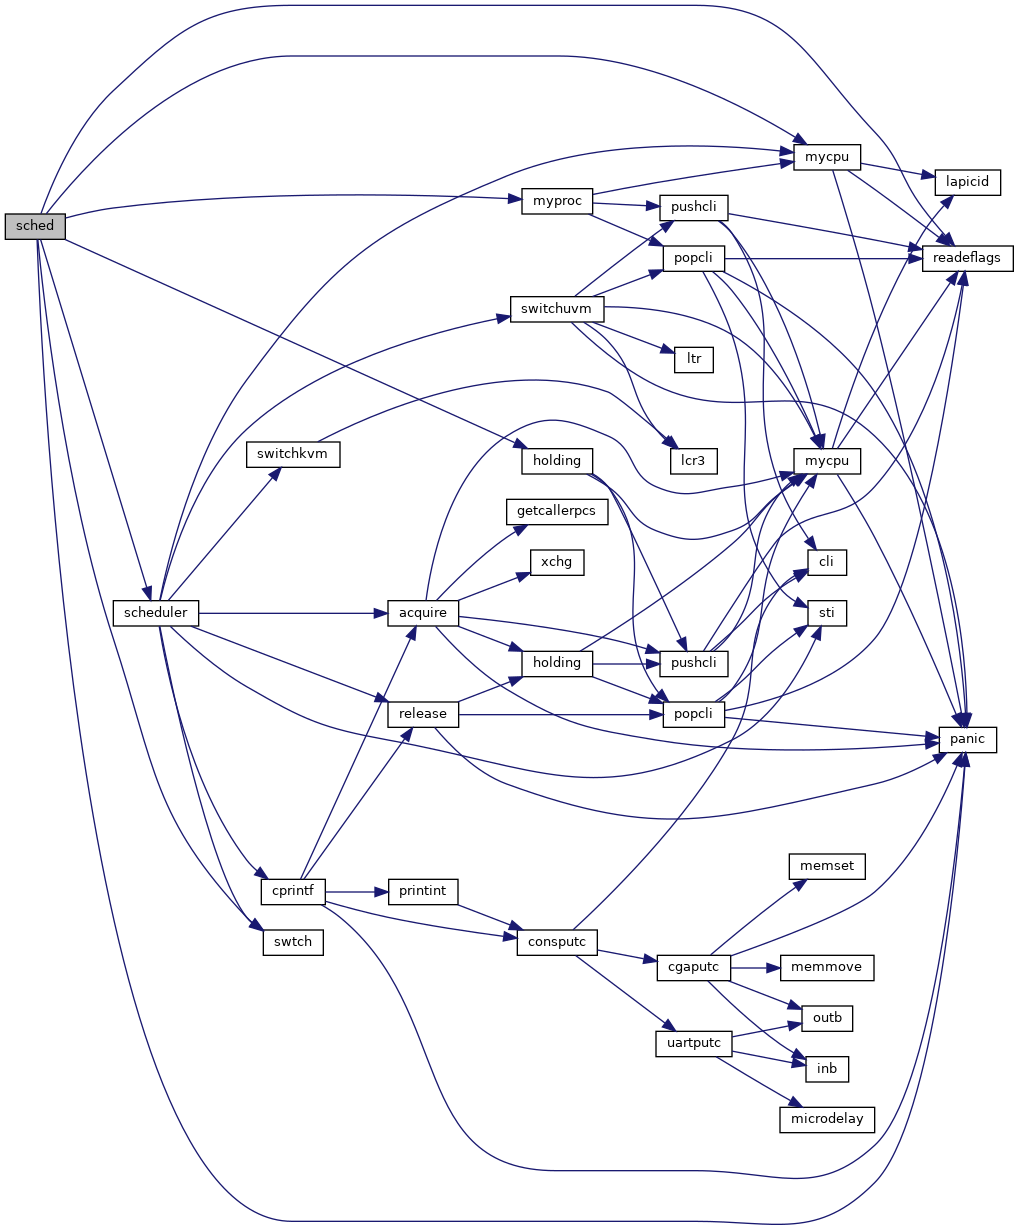 sched
scheduler
switchkvm
cprintf
swtch
acquire
release
printint
myproc
switchuvm
holding
getcallerpcs
xchg
holding
consputc
pushcli
popcli
ltr
lcr3
pushcli
popcli
cgaputc
uartputc
mycpu
mycpu
cli
sti
memset
memmove
outb
inb
microdelay
lapicid
readeflags
panic